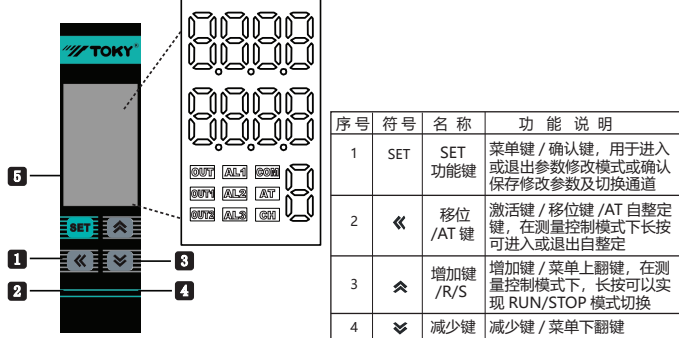 TOKY
SET
5
1
2
3
4
OUT AL1 COM
OUT1 AL2 AT
OUT2 AL3 CH
序号 符号 名 称 功 能 说 明
1 SET SET 功能键 菜单键 / 确认键，用于进入
或退出参数修改模式或确认
保存修改参数及切换通道
2 移位 /AT 键 激活键 / 移位键 /AT 自整定
键，在测量控制模式下长按
可进入或退出自整定
3 增加键 /R/S 增加键 / 菜单上翻键，在测
量控制模式下，长按可以实
现 RUN/STOP 模式切换
4 减少键 减少键 / 菜单下翻键